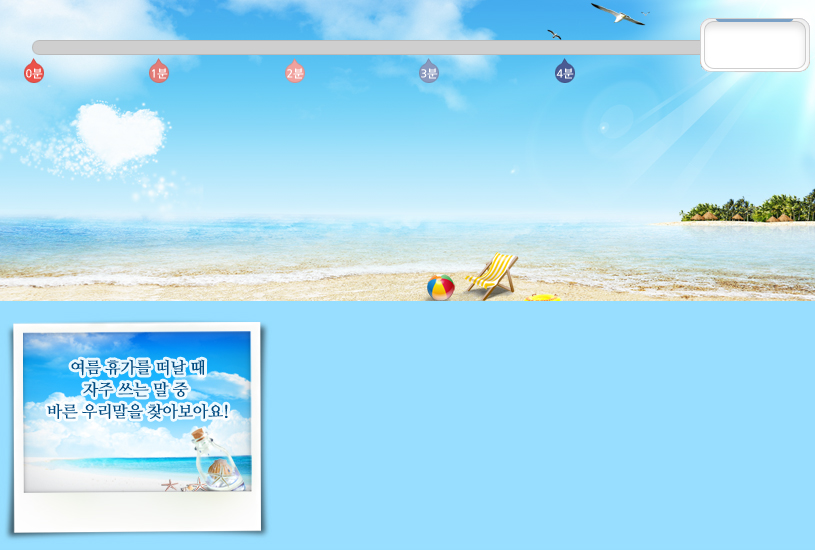 0분
1분
2분
3분
4분
여름 휴가를 떠날 때
자주 쓰는 말 중
바른 우리말을 찾아보아요!